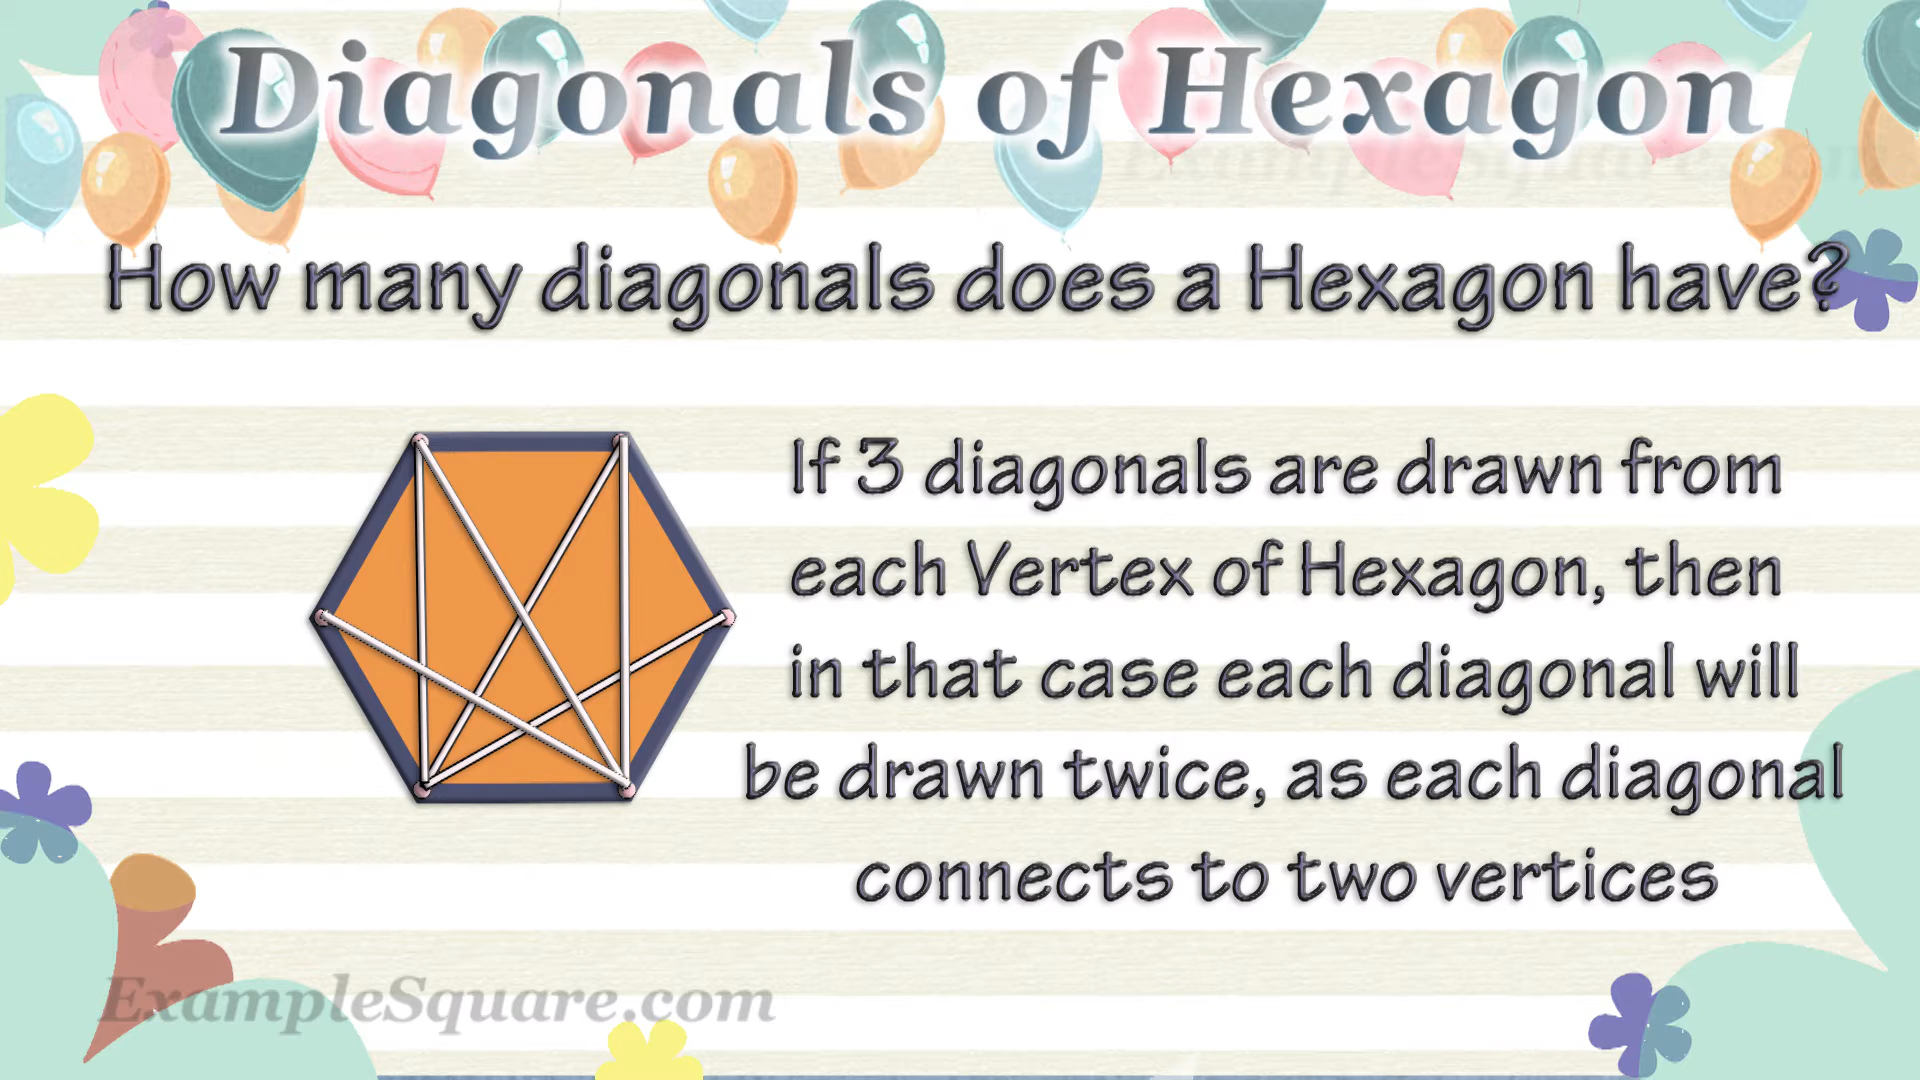 Diagonals of Hexagon
ExampleSquare.com
How many diagonals does a Hexagon have?
If 3 diagonals are drawn from
each Vertex of Hexagon, then
in that case each diagonal will
be drawn twice, as each diagonal
connects to two vertices
ExampleSquare.com